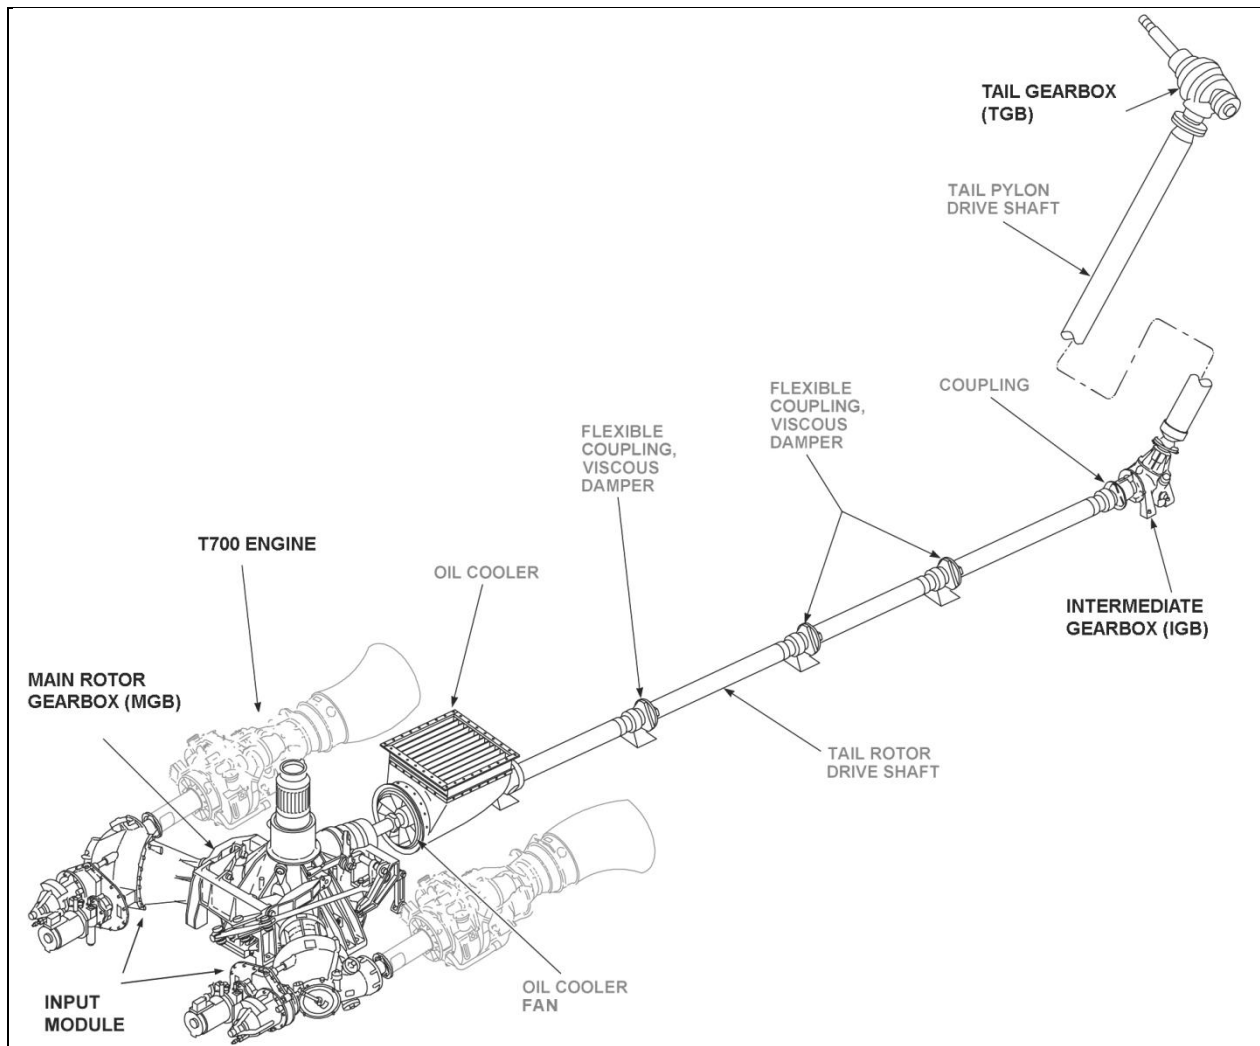 TAIL GEARBOX
(TGB)
TAIL PYLON
DRIVE SHAFT
FLEXIBLE
COUPLING,
VISCOUS
DAMPER
COUPLING
FLEXIBLE
COUPLING,
VISCOUS
DAMPER
T700 ENGINE
OIL COOLER
INTERMEDIATE
GEARBOX (IGB)
MAIN ROTOR
GEARBOX (MGB)
TAIL ROTOR
DRIVE SHAFT
OIL COOLER
FAN
INPUT
MODULE